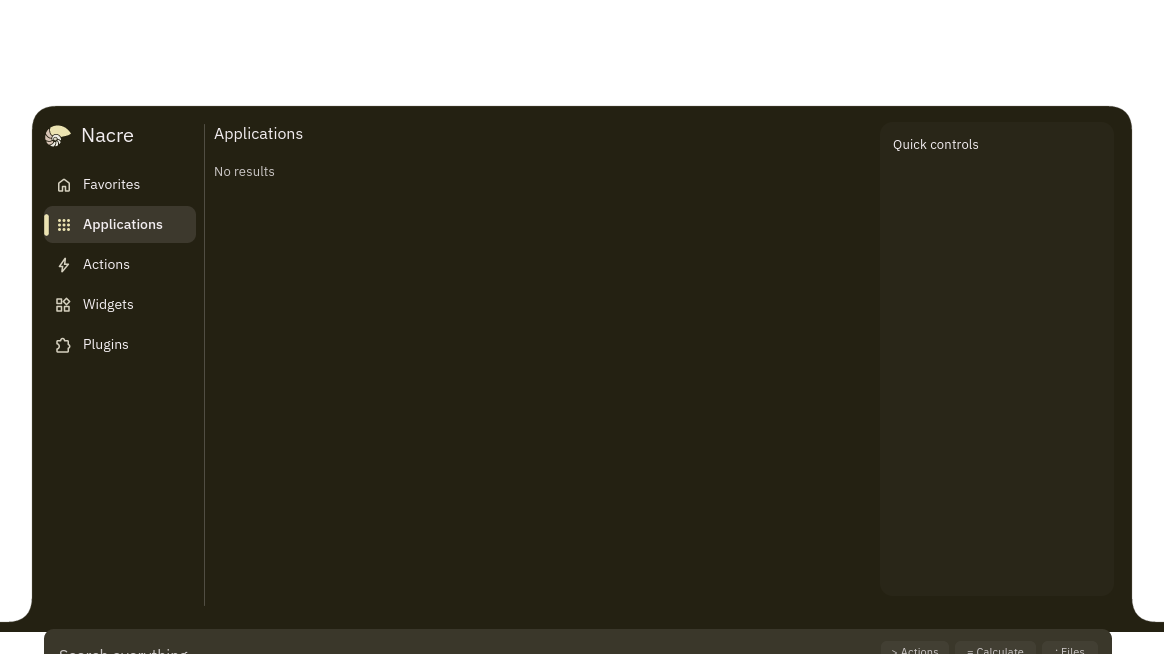 Nacre
Favorites
Applications
Actions
Widgets
Plugins
Applications
No results
Quick controls
Search everything
> Actions
= Calculate
: Files